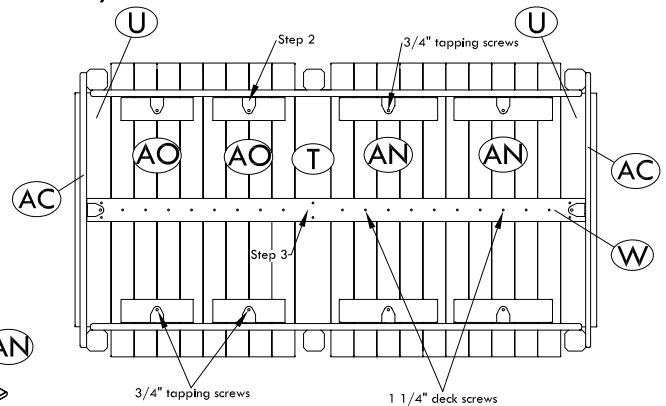 U
U
Step 2
3/4" tapping screws
AO
AO
T
AN
AN
AC
AC
Step 3
W
AN
3/4" tapping screws
1 1/4" deck screws